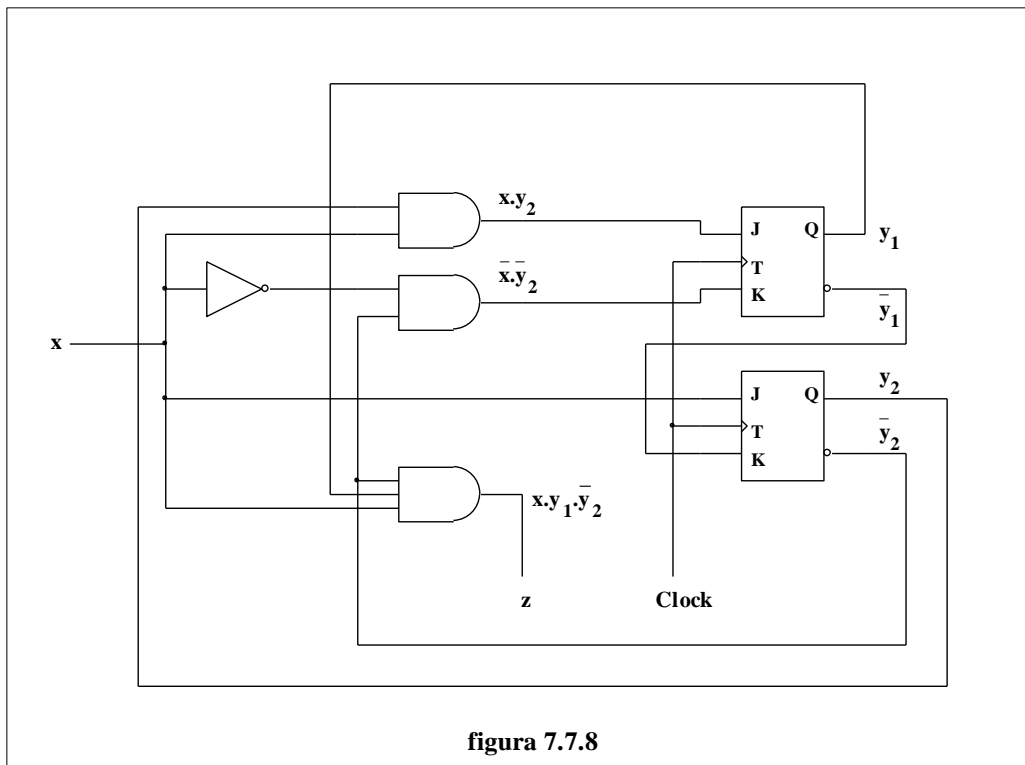 x.y₂
x̄.ȳ₂
x
J Q
T
K
y₁
ȳ₁
J Q
T
K
y₂
ȳ₂
x.y₁.ȳ₂
z
Clock
figura 7.7.8